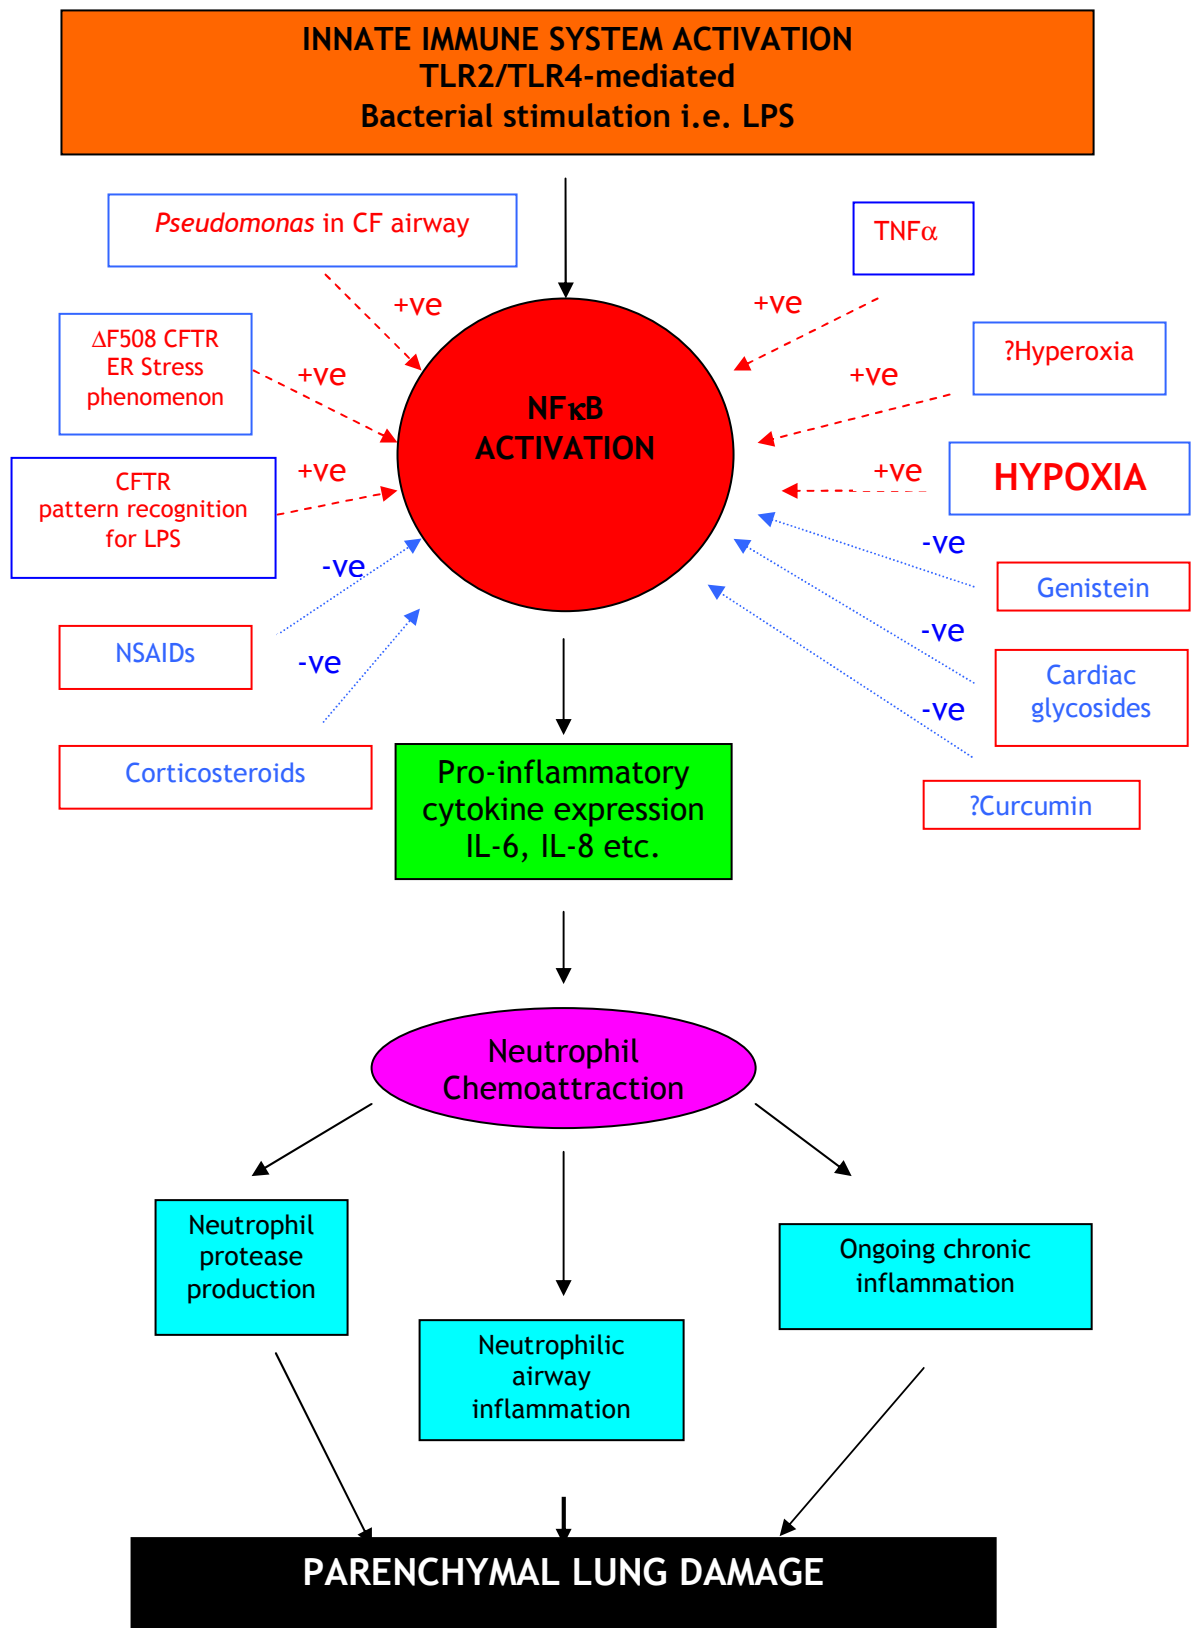 INNATE IMMUNE SYSTEM ACTIVATION
TLR2/TLR4-mediated
Bacterial stimulation i.e. LPS
Pseudomonas in CF airway
TNFα
+ve
+ve
ΔF508 CFTR
ER Stress
phenomenon
+ve
?Hyperoxia
+ve
NFκB
ACTIVATION
CFTR
pattern recognition
for LPS
+ve
+ve
HYPOXIA
-ve
-ve
Genistein
NSAIDs
-ve
-ve
Cardiac
glycosides
-ve
Corticosteroids
?Curcumin
Pro-inflammatory
cytokine expression
IL-6, IL-8 etc.
Neutrophil
Chemoattraction
Neutrophil
protease
production
Ongoing chronic
inflammation
Neutrophilic
airway
inflammation
PARENCHYMAL LUNG DAMAGE